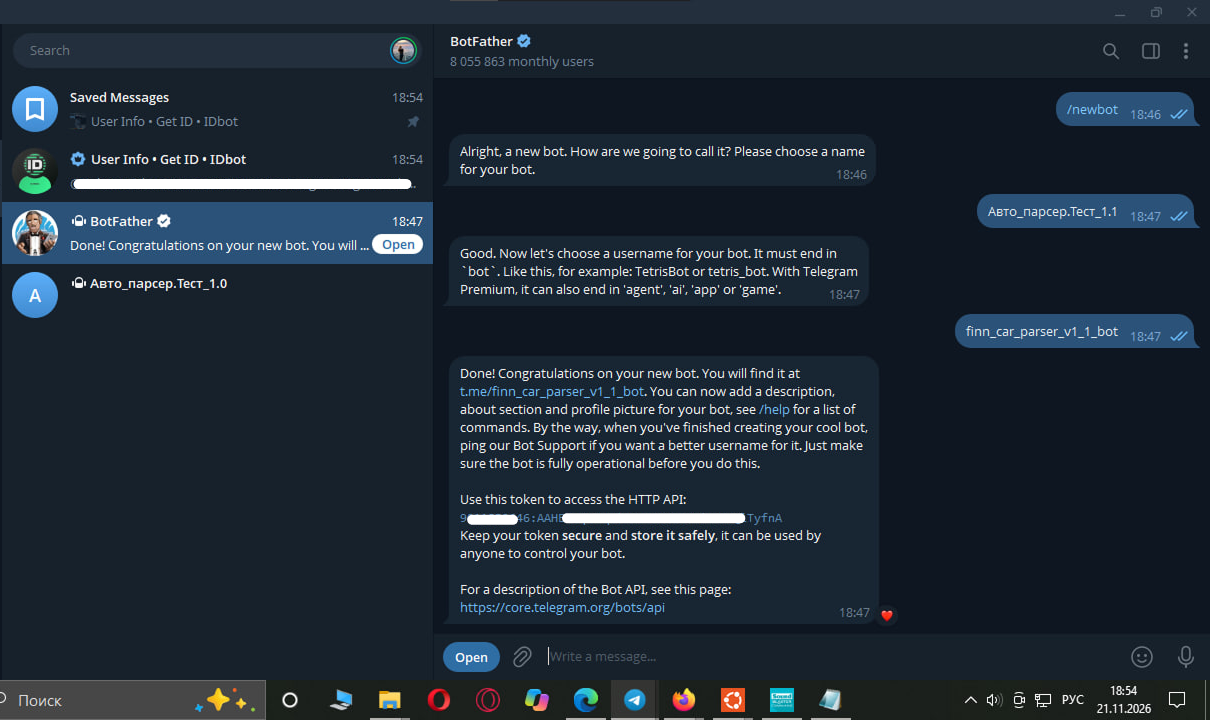 Search
Saved Messages 18:54
User Info • Get ID • IDbot
User Info • Get ID • IDbot 18:54
BotFather 18:47
Done! Congratulations on your new bot. You will ... Open
A
Авто_парсер.Тест_1.0
BotFather
8 055 863 monthly users
/newbot 18:46
Alright, a new bot. How are we going to call it? Please choose a name
for your bot. 18:46
Авто_парсер.Тест_1.1 18:47
Good. Now let's choose a username for your bot. It must end in
`bot`. Like this, for example: TetrisBot or tetris_bot. With Telegram
Premium, it can also end in 'agent', 'ai', 'app' or 'game'. 18:47
finn_car_parser_v1_1_bot 18:47
Done! Congratulations on your new bot. You will find it at
t.me/finn_car_parser_v1_1_bot. You can now add a description,
about section and profile picture for your bot, see /help for a list of
commands. By the way, when you've finished creating your cool bot,
ping our Bot Support if you want a better username for it. Just make
sure the bot is fully operational before you do this.
Use this token to access the HTTP API:
46:AAHE TyfnA
Keep your token secure and store it safely, it can be used by
anyone to control your bot.
For a description of the Bot API, see this page:
https://core.telegram.org/bots/api 18:47
Open Write a message...
Поиск
РУС
18:54
21.11.2026